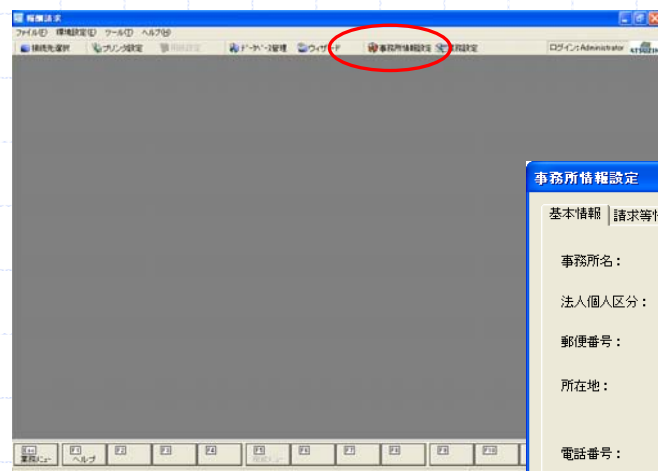 報酬請求
ファイル(F) 環境設定(E) ツール(T) ヘルプ(H)
接続先選択 プリンタ設定 データベース管理 ウィザード 事務所情報設定 業務設定 ログイン:Administrator
事務所情報設定
基本情報 請求等
事務所名：
法人個人区分：
郵便番号：
所在地：
電話番号：
Esc F1 F2 F3 F4 F5 F6 F7 F8 F9 F10
業務メニュー ヘルプ